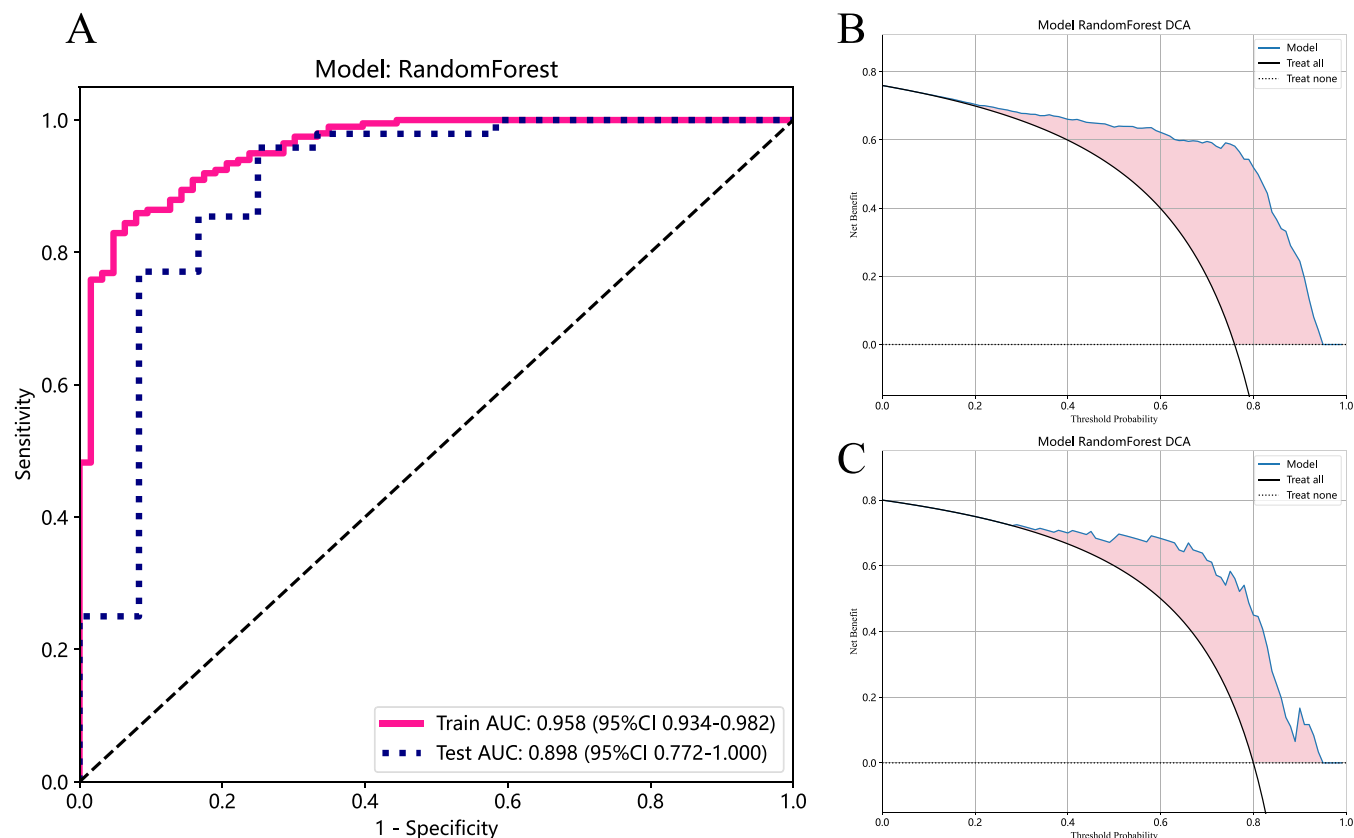 A
Model: RandomForest
1.0
0.8
0.6
0.4
0.2
0.0
Sensitivity
0.0
0.2
0.4
0.6
0.8
1.0
1 - Specificity
Train AUC: 0.958 (95%CI 0.934-0.982)
Test AUC: 0.898 (95%CI 0.772-1.000)
B
Model RandomForest DCA
Model
Treat all
Treat none
0.8
0.6
0.4
0.2
0.0
Net Benefit
0.0
0.2
0.4
0.6
0.8
1.0
Threshold Probability
C
Model RandomForest DCA
Model
Treat all
Treat none
0.8
0.6
0.4
0.2
0.0
Net Benefit
0.0
0.2
0.4
0.6
0.8
1.0
Threshold Probability